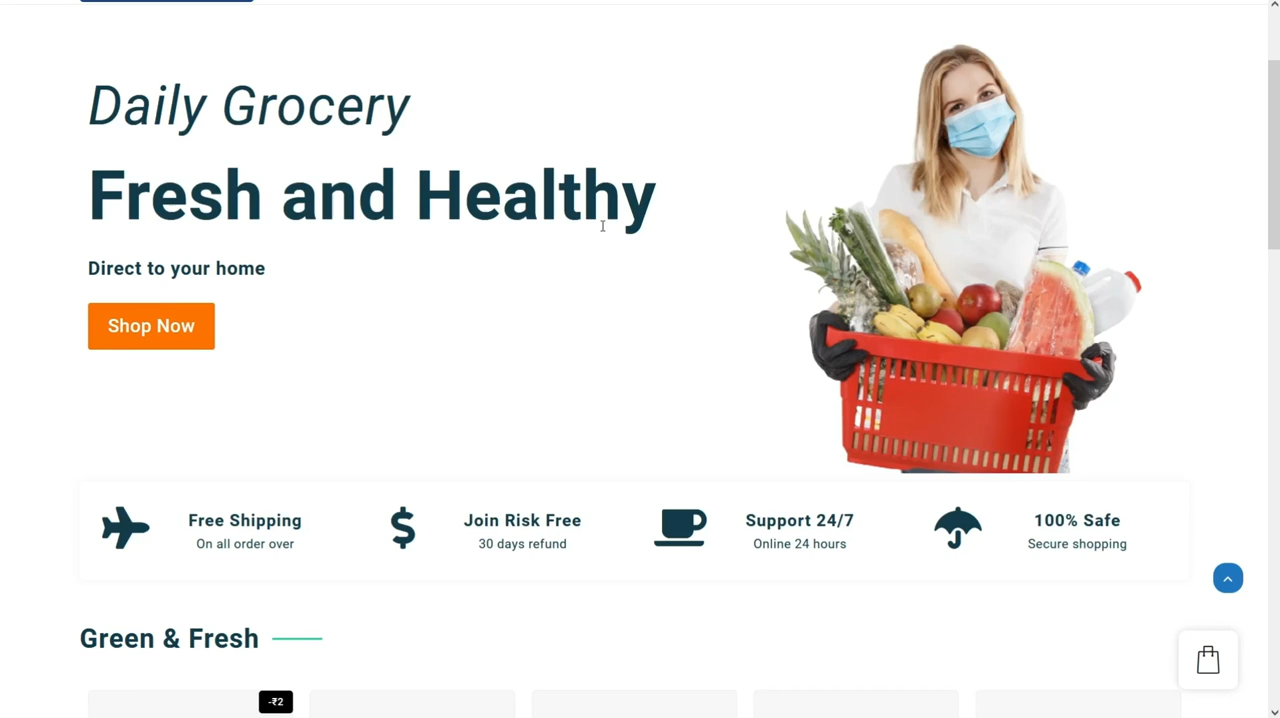 Daily Grocery
Fresh and Healthy
Direct to your home
Shop Now
Free Shipping
On all order over
Join Risk Free
30 days refund
Support 24/7
Online 24 hours
100% Safe
Secure shopping
Green & Fresh
-₹2